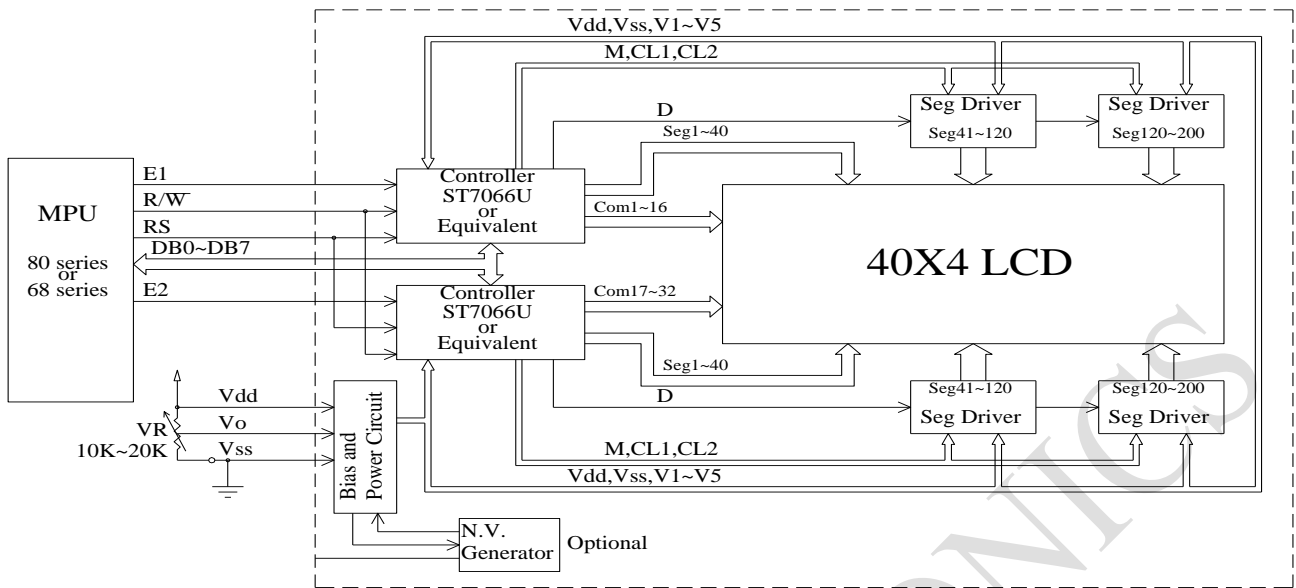 Vdd,Vss,V1~V5
M,CL1,CL2
D
Seg1~40
Seg Driver
Seg41~120
Seg Driver
Seg120~200
MPU
80 series
or
68 series
E1
R/W
RS
DB0~DB7
E2
Controller
ST7066U
or
Equivalent
Com1~16
40X4 LCD
Controller
ST7066U
or
Equivalent
Com17~32
Seg1~40
D
Seg41~120
Seg Driver
Seg120~200
Seg Driver
M,CL1,CL2
Vdd,Vss,V1~V5
Vdd
Vo
Vss
VR
10K~20K
Bias and
Power Circuit
N.V.
Generator
Optional
ONICS